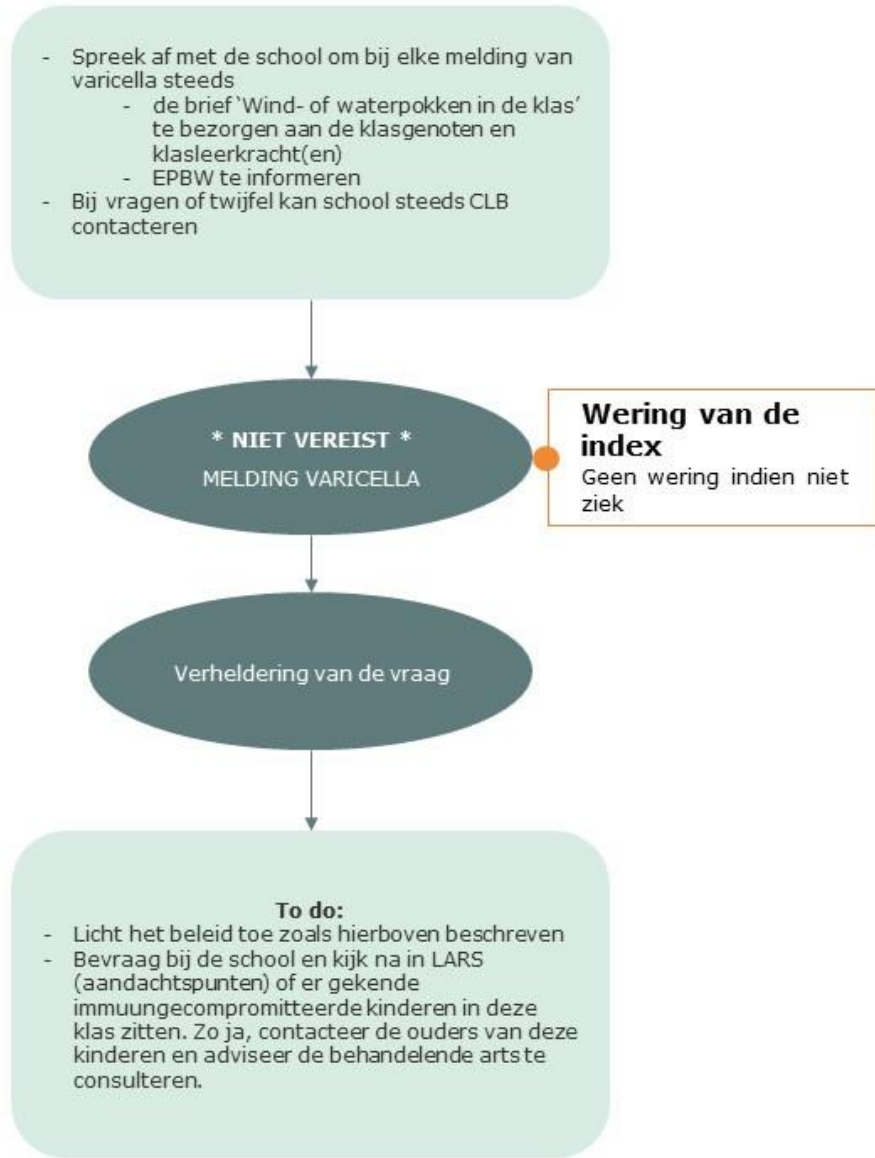 - Spreek af met de school om bij elke melding van
varicella steeds
- de brief ‘Wind- of waterpokken in de klas’
te bezorgen aan de klasgenoten en
klasleerkracht(en)
- EPBW te informeren
- Bij vragen of twijfel kan school steeds CLB
contacteren
* NIET VEREIST *
MELDING VARICELLA
Wering van de
index
Geen wering indien niet
ziek
Verheldering van de vraag
To do:
- Licht het beleid toe zoals hierboven beschreven
- Bevraag bij de school en kijk na in LARS
(aandachtspunten) of er gekende
immuungecompromitteerde kinderen in deze
klas zitten. Zo ja, contacteer de ouders van deze
kinderen en adviseer de behandelende arts te
consulteren.